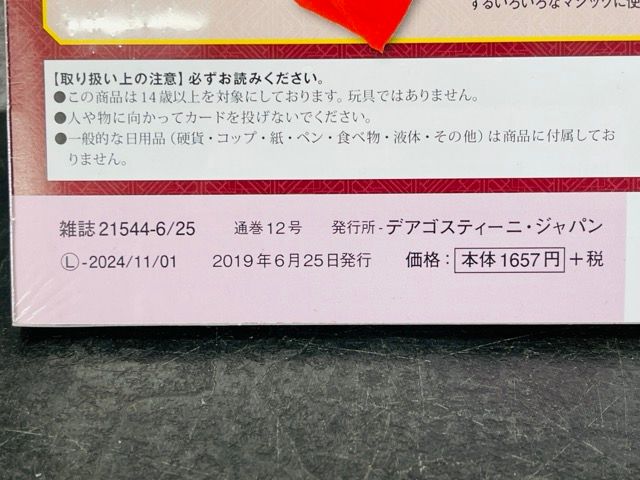 するいろいろなマジックに使
【取り扱い上の注意】必ずお読みください。
●この商品は14歳以上を対象にしております。玩具ではありません。
●人や物に向かってカードを投げないでください。
●一般的な日用品（硬貨・コップ・紙・ペン・食べ物・液体・その他）は商品に付属してお
りません。
雑誌21544-6/25 通巻12号 発行所-デアゴスティーニ・ジャパン
Ⓛ-2024/11/01 2019年6月25日発行 価格：本体1657円+税